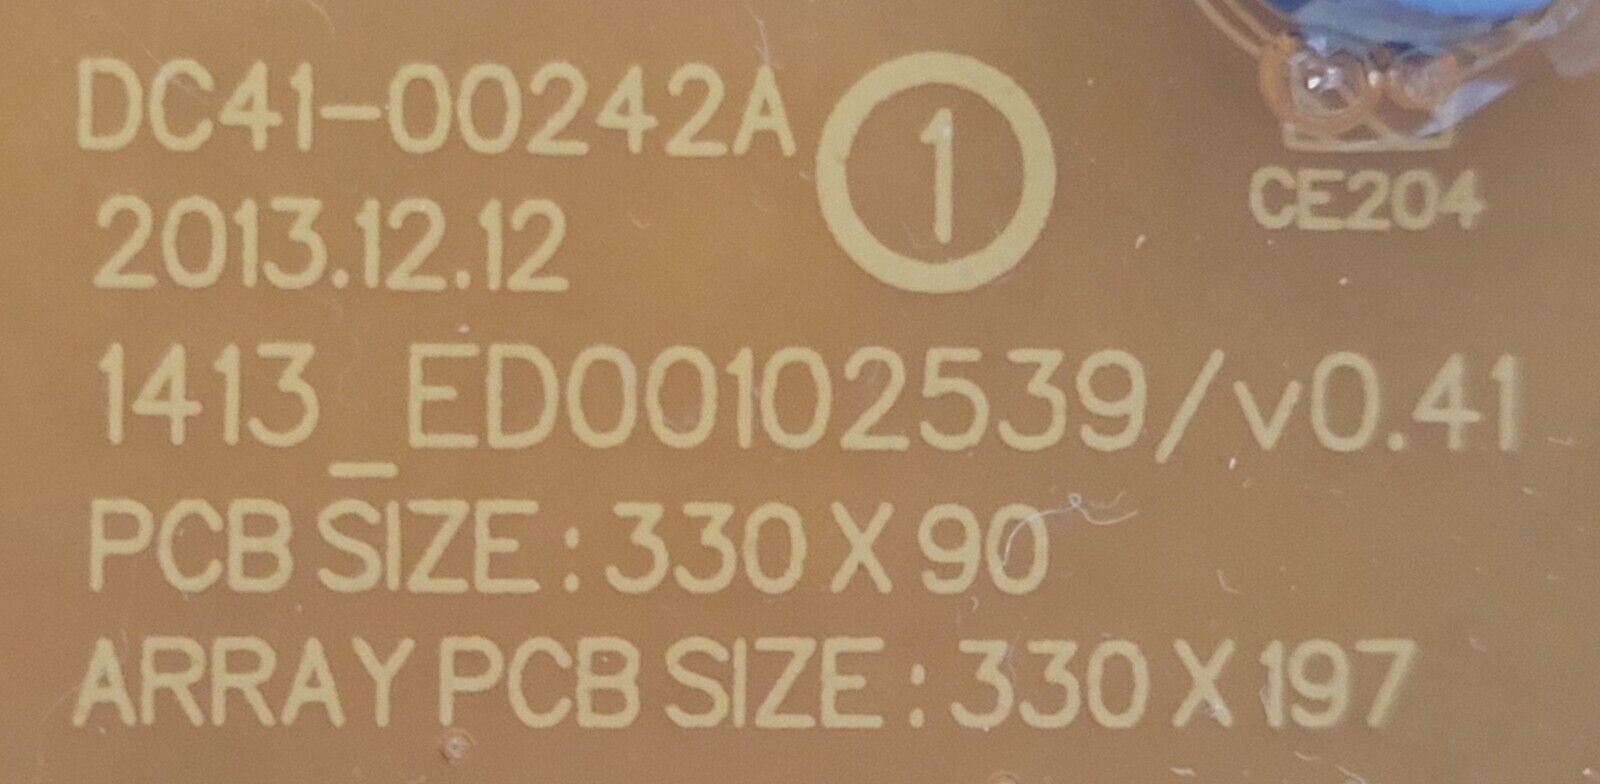 DC41-00242A 1
CE204
2013.12.12
1413_ED00102539/v0.41
PCB SIZE : 330 X 90
ARRAY PCB SIZE : 330 X 197